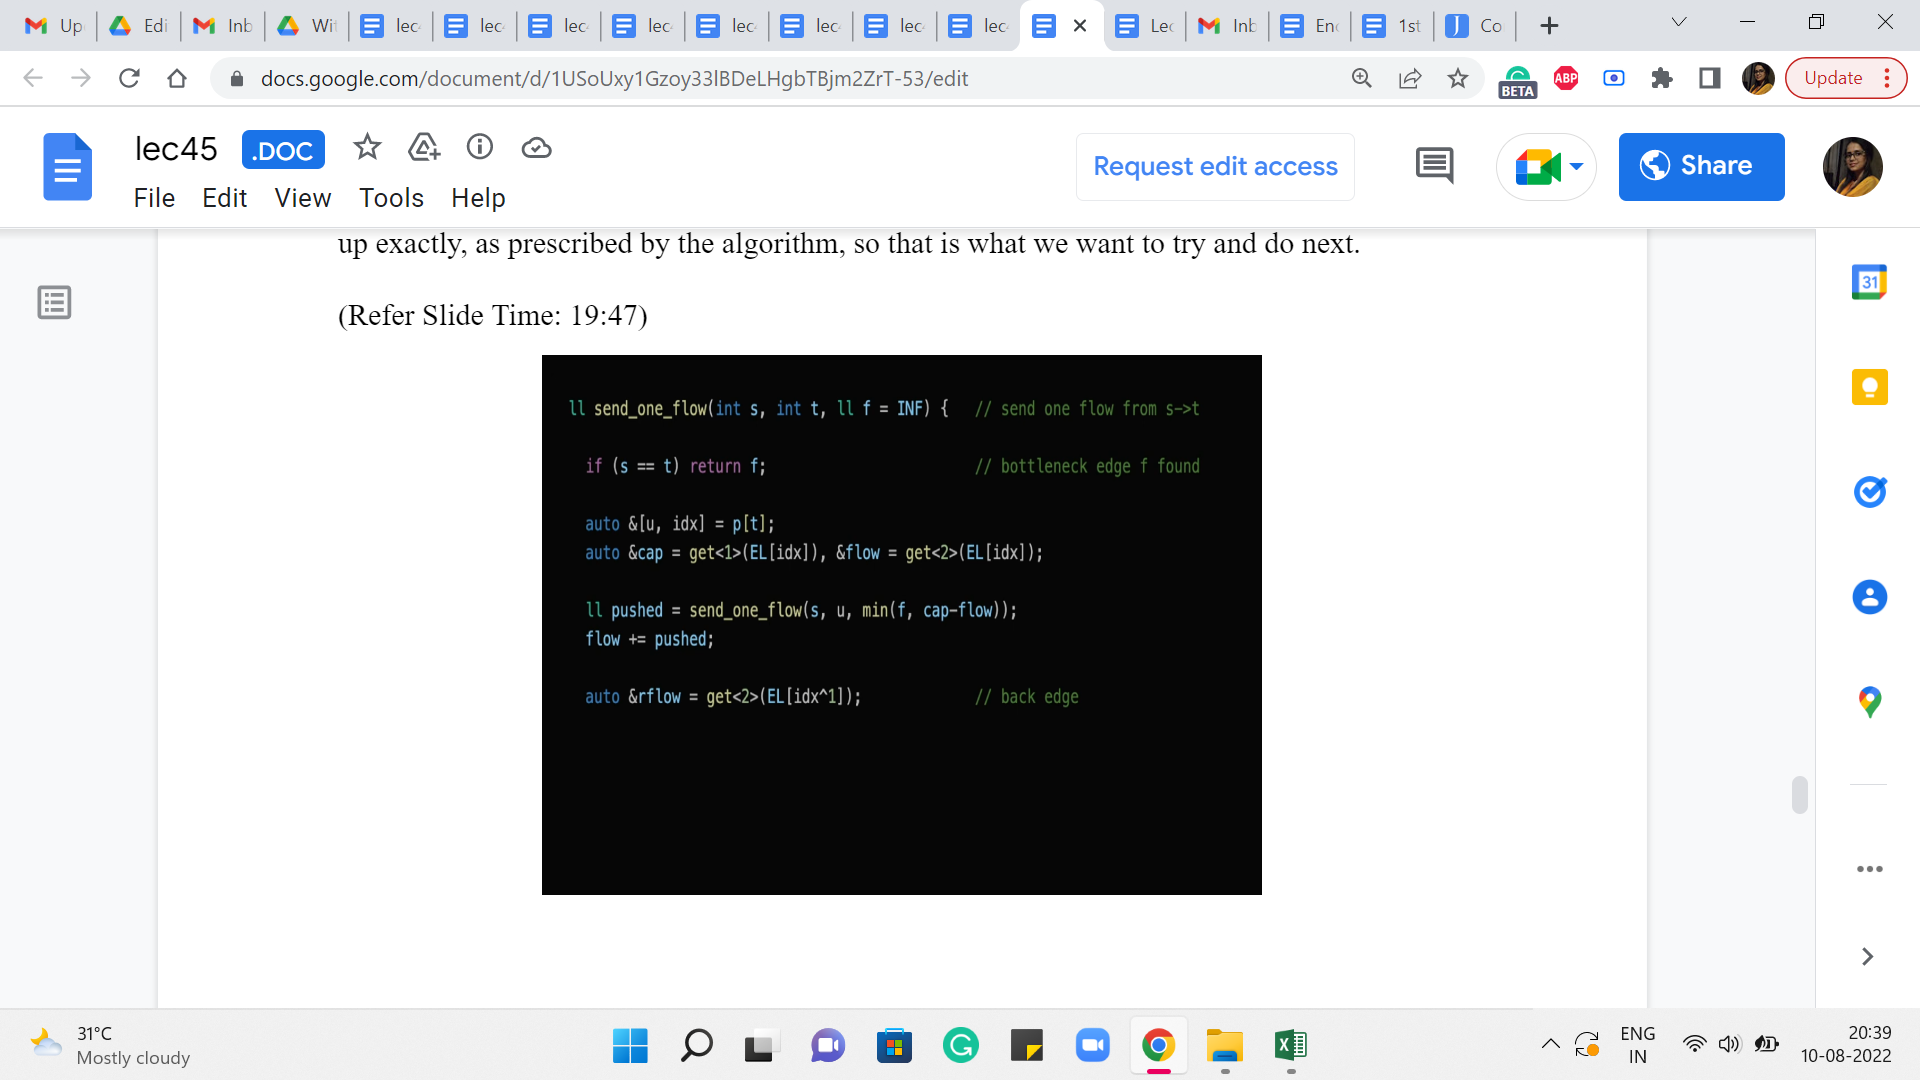 Up
Edi
Inb
Wi
lec
lec
lec
lec
lec
lec
lec
lec
Lec
Inb
Enc
1st
Co
docs.google.com/document/d/1USoUxy1Gzoy33lBDeLHgbTBjm2ZrT-53/edit
BETA
ABP
Update
lec45 .DOC
Request edit access
Share
File Edit View Tools Help
up exactly, as prescribed by the algorithm, so that is what we want to try and do next.
(Refer Slide Time: 19:47)
ll send_one_flow(int s, int t, ll f = INF) { // send one flow from s->t
if (s == t) return f; // bottleneck edge f found
auto &[u, idx] = p[t];
auto &cap = get<1>(EL[idx]), &flow = get<2>(EL[idx]);
ll pushed = send_one_flow(s, u, min(f, cap-flow));
flow += pushed;
auto &rflow = get<2>(EL[idx^1]); // back edge
31
31°C
Mostly cloudy
ENG
IN
20:39
10-08-2022